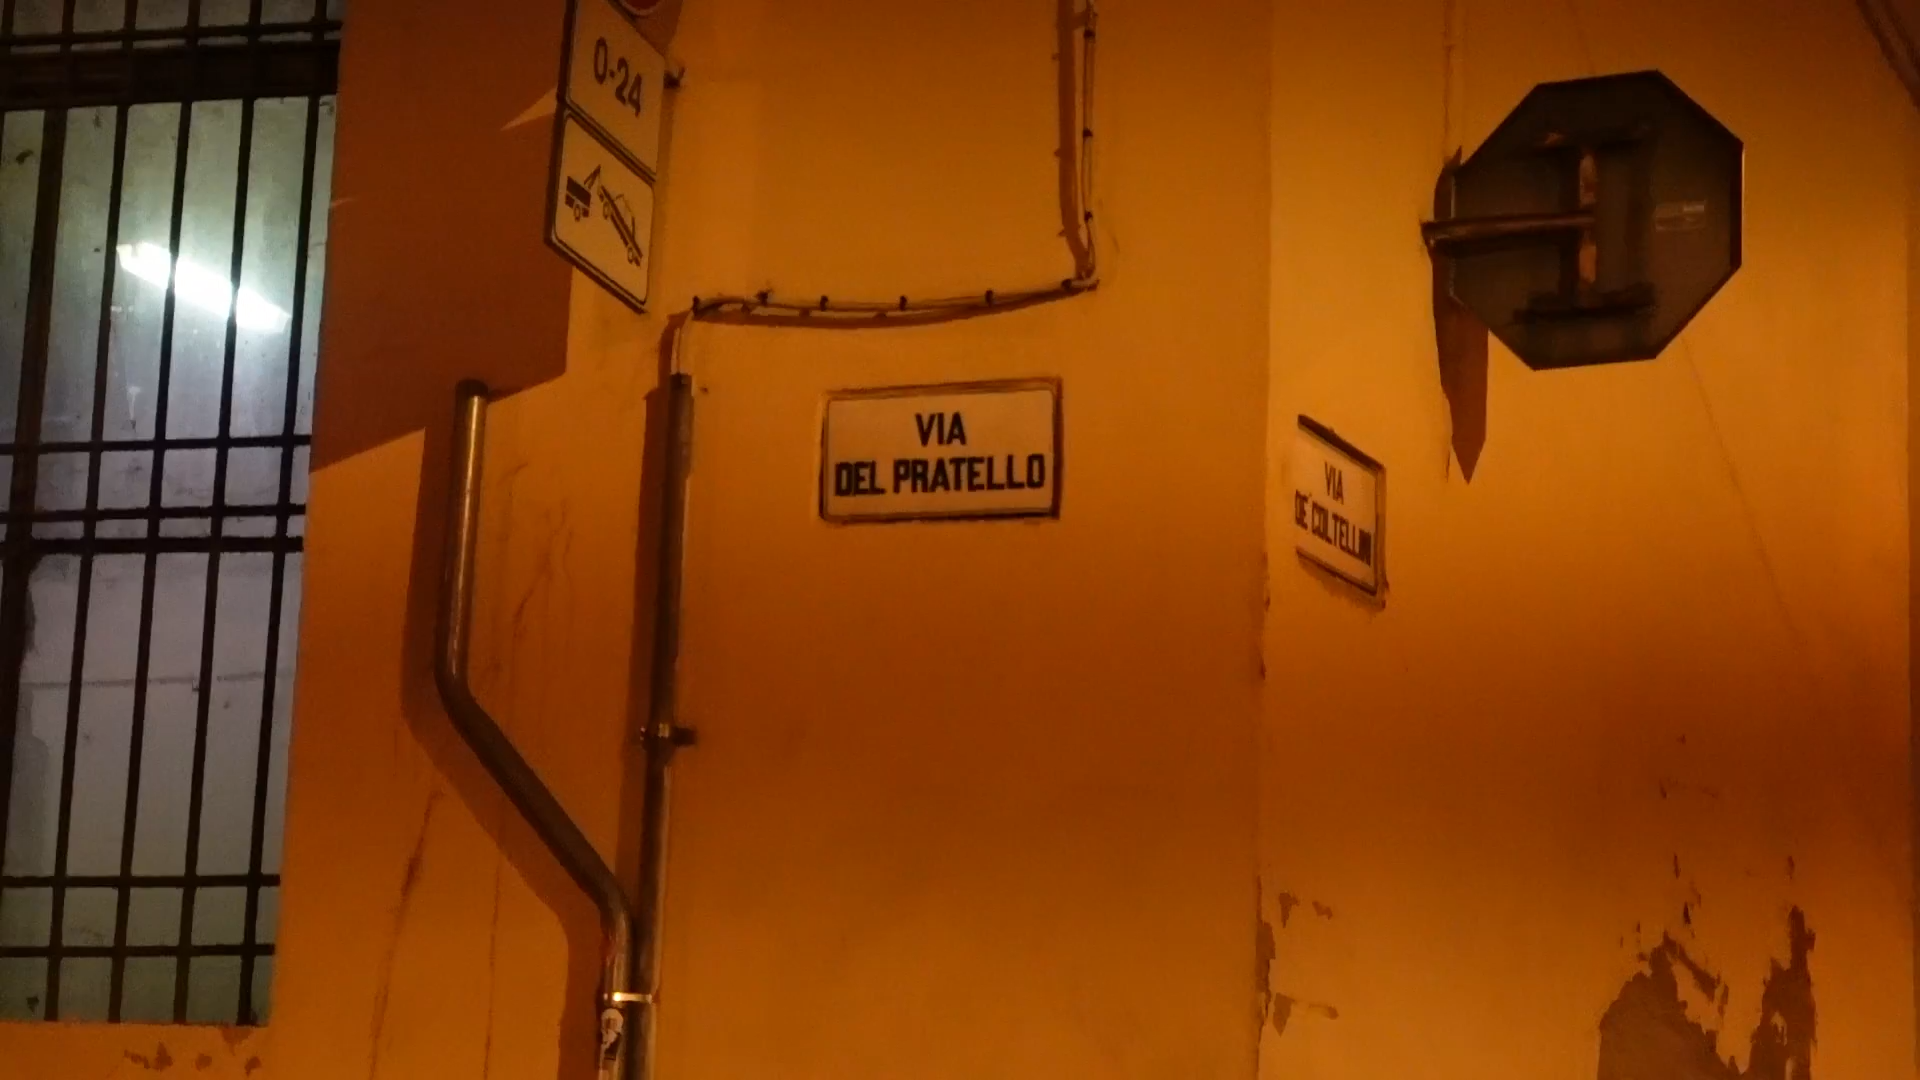 0-24
VIA
DEL PRATELLO
VIA
DE' COLTELLINI